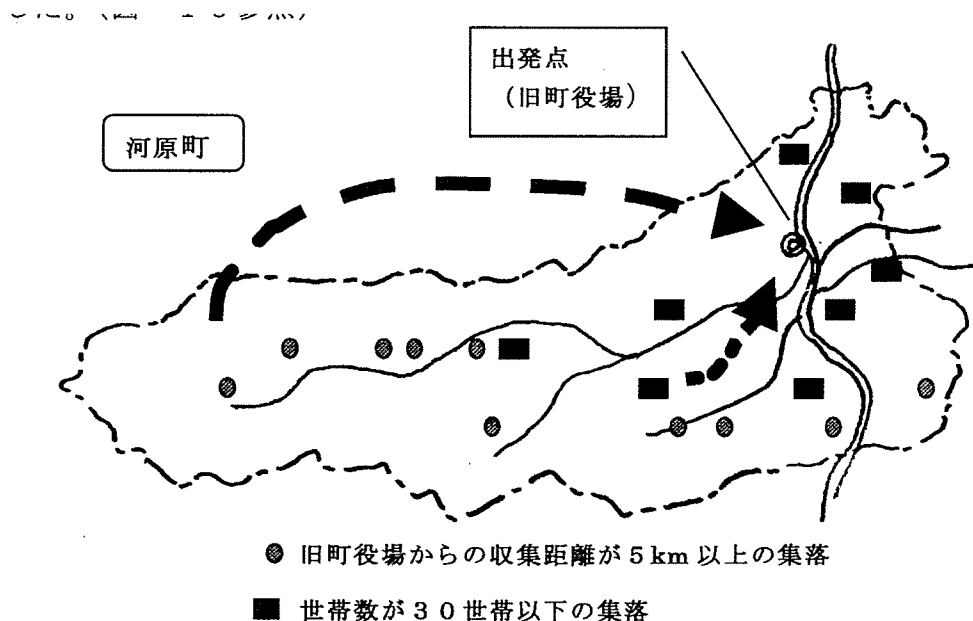 出発点
(旧町役場)
河原町
旧町役場からの収集距離が5km以上の集落
世帯数が30世帯以下の集落